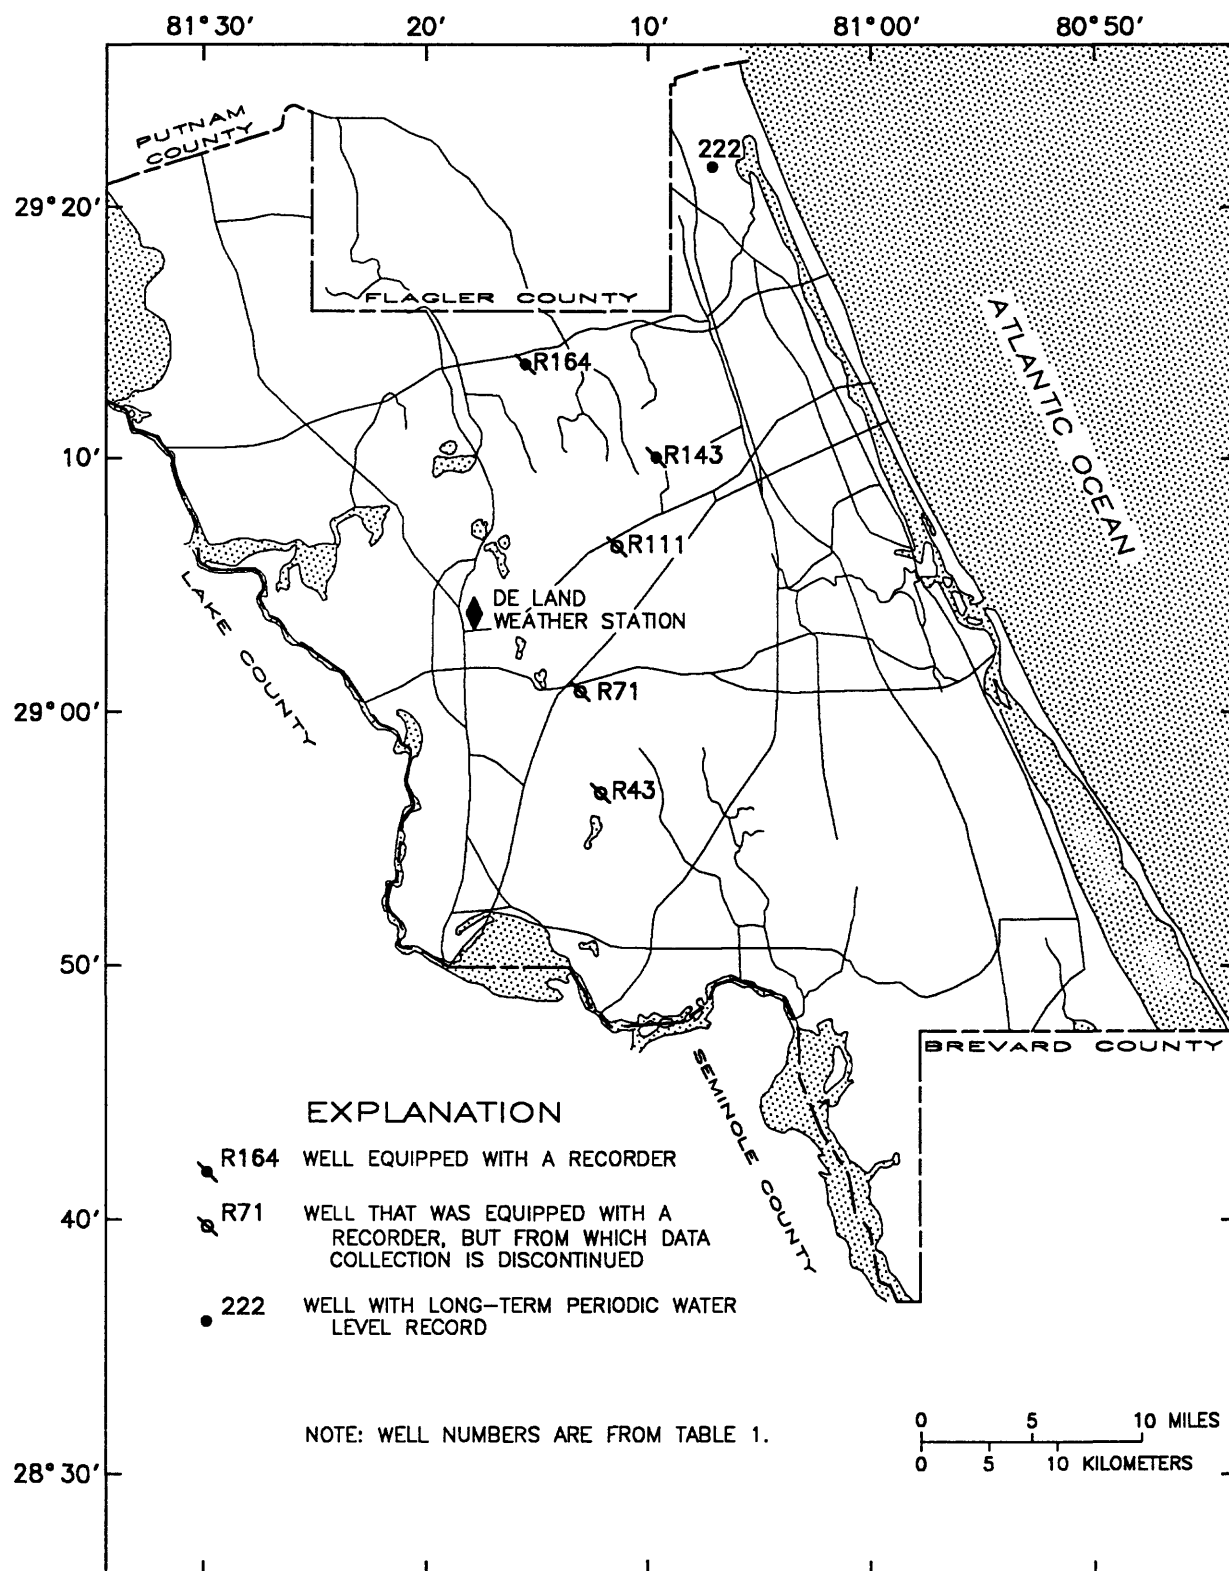 81°30′ 20′ 10′ 81°00′ 80°50′
PUTNAM
COUNTY
222
29°20′
FLAGLER COUNTY
ATLANTIC OCEAN
R164
10′
R143
R111
LAKE COUNTY
DE LAND
WEATHER STATION
R71
29°00′
R43
50′
BREVARD COUNTY
SEMINOLE COUNTY
EXPLANATION
R164 WELL EQUIPPED WITH A RECORDER
R71 WELL THAT WAS EQUIPPED WITH A
RECORDER, BUT FROM WHICH DATA
COLLECTION IS DISCONTINUED
40′
222 WELL WITH LONG-TERM PERIODIC WATER
LEVEL RECORD
NOTE: WELL NUMBERS ARE FROM TABLE 1.
0 5 10 MILES
0 5 10 KILOMETERS
28°30′